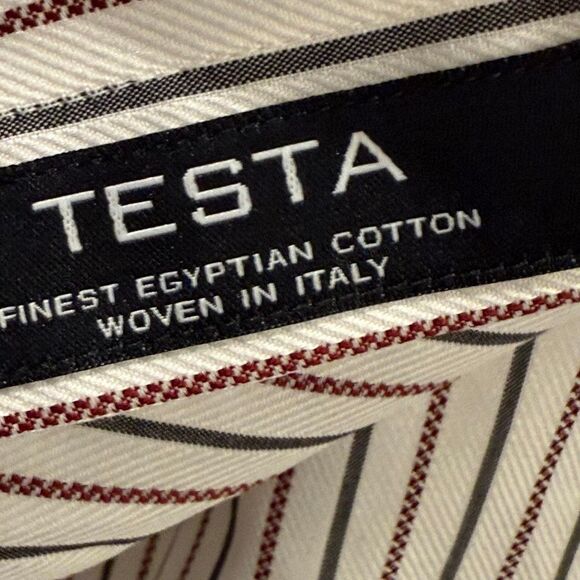 TESTA
FINEST EGYPTIAN COTTON
WOVEN IN ITALY